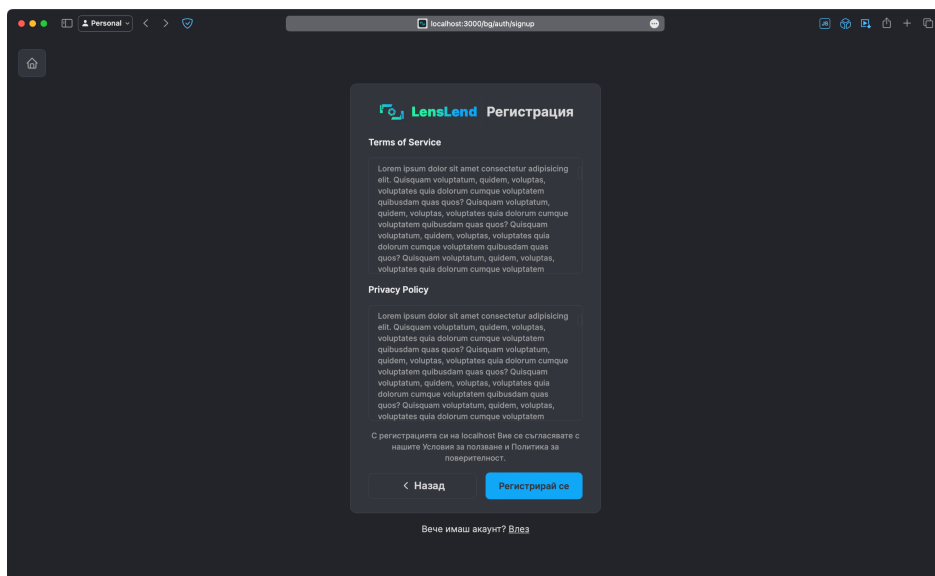 Personal
localhost:3000/bg/auth/signup
LensLend Регистрация
Terms of Service
Lorem ipsum dolor sit amet consectetur adipisicing
elit. Quisquam voluptatum, quidem, voluptas,
voluptates quia dolorum cumque voluptatem
quibusdam quas quos? Quisquam voluptatum,
quidem, voluptas, voluptates quia dolorum cumque
voluptatem quibusdam quas quos? Quisquam
voluptatum, quidem, voluptas, voluptates quia
dolorum cumque voluptatem quibusdam quas
quos? Quisquam voluptatum, quidem, voluptas,
voluptates quia dolorum cumque voluptatem
Privacy Policy
Lorem ipsum dolor sit amet consectetur adipisicing
elit. Quisquam voluptatum, quidem, voluptas,
voluptates quia dolorum cumque voluptatem
quibusdam quas quos? Quisquam voluptatum,
quidem, voluptas, voluptates quia dolorum cumque
voluptatem quibusdam quas quos? Quisquam
voluptatum, quidem, voluptas, voluptates quia
dolorum cumque voluptatem quibusdam quas
quos? Quisquam voluptatum, quidem, voluptas,
voluptates quia dolorum cumque voluptatem
С регистрацията си на localhost Вие се съгласявате с
нашите Условия за ползване и Политика за
поверителност.
Назад
Регистрирай се
Вече имаш акаунт? Влез